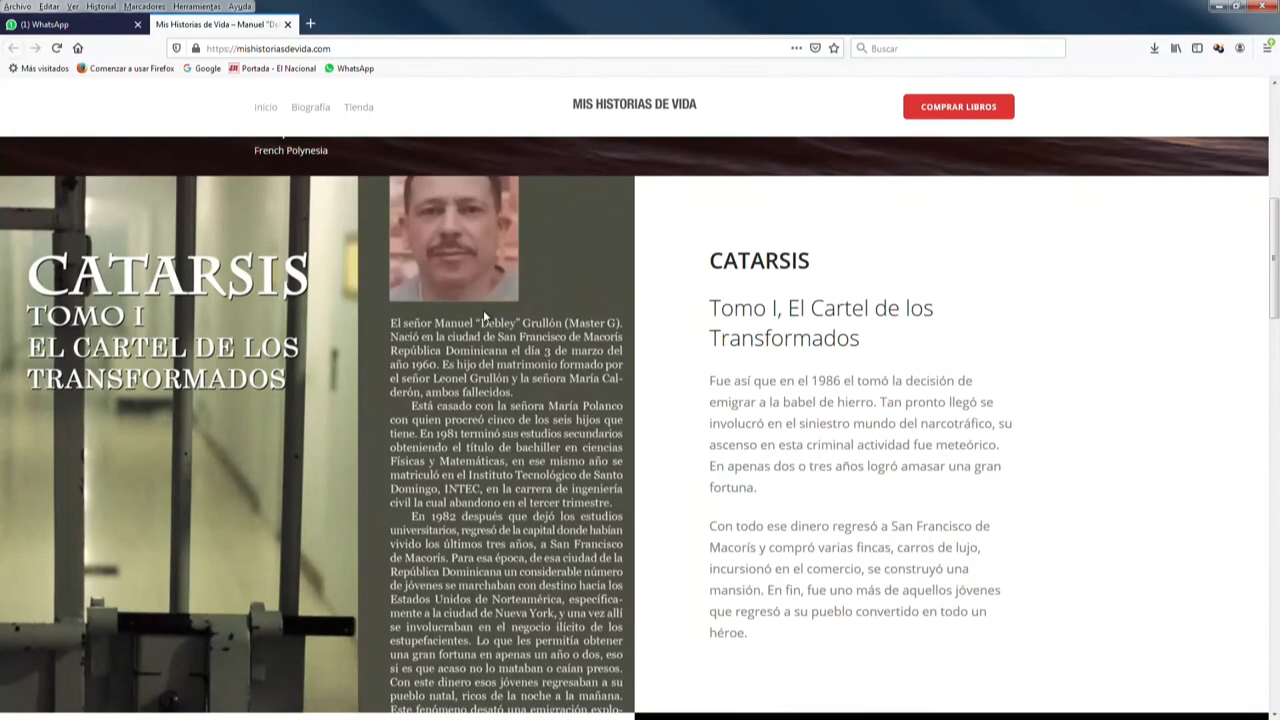 Archivo Editar Ver Historial Marcadores Herramientas Ayuda
(1) WhatsApp
Mis Historias de Vida – Manuel "De
https://mishistoriasdevida.com
Buscar
Más visitados Comenzar a usar Firefox Google Portada - El Nacional WhatsApp
Inicio Biografía Tienda
MIS HISTORIAS DE VIDA
COMPRAR LIBROS
French Polynesia
CATARSIS
TOMO I
EL CARTEL DE LOS
TRANSFORMADOS
El señor Manuel "Debley" Grullón (Master G).
Nació en la ciudad de San Francisco de Macorís
República Dominicana el día 3 de marzo del
año 1960. Es hijo del matrimonio formado por
el señor Leonel Grullón y la señora María Cal-
derón, ambos fallecidos.
Está casado con la señora María Polanco
con quien procreó cinco de los seis hijos que
tiene. En 1981 terminó sus estudios secundarios
obteniendo el título de bachiller en ciencias
Físicas y Matemáticas, en ese mismo año se
matriculó en el Instituto Tecnológico de Santo
Domingo, INTEC, en la carrera de ingeniería
civil la cual abandono en el tercer trimestre.
En 1982 después que dejó los estudios
universitarios, regresó de la capital donde habían
vivido los últimos tres años, a San Francisco
de Macorís. Para esa época, de esa ciudad de la
República Dominicana un considerable número
de jóvenes se marchaban con destino hacia los
Estados Unidos de Norteamérica, específica-
mente a la ciudad de Nueva York, y una vez allí
se involucraban en el negocio ilícito de los
estupefacientes. Lo que les permitía obtener
una gran fortuna en apenas un año o dos, eso
si es que acaso no lo mataban o caían presos.
Con este dinero esos jóvenes regresaban a su
pueblo natal, ricos de la noche a la mañana.
Este fenómeno desató una emigración explo-
CATARSIS
Tomo I, El Cartel de los
Transformados
Fue así que en el 1986 el tomó la decisión de
emigrar a la babel de hierro. Tan pronto llegó se
involucró en el siniestro mundo del narcotráfico, su
ascenso en esta criminal actividad fue meteórico.
En apenas dos o tres años logró amasar una gran
fortuna.
Con todo ese dinero regresó a San Francisco de
Macorís y compró varias fincas, carros de lujo,
incursionó en el comercio, se construyó una
mansión. En fin, fue uno más de aquellos jóvenes
que regresó a su pueblo convertido en todo un
héroe.